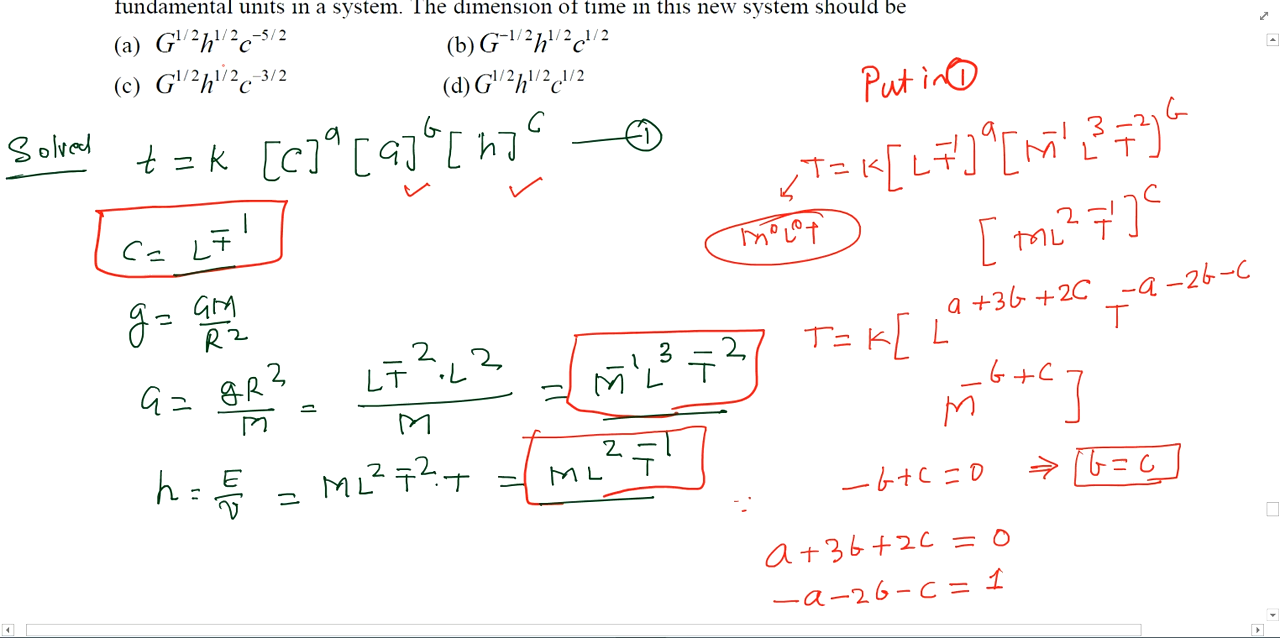 fundamental units in a system. The dimension of time in this new system should be
(a) G^{1/2}h^{1/2}c^{-5/2} (b) G^{-1/2}h^{1/2}c^{1/2}
(c) G^{1/2}h^{1/2}c^{-3/2} (d) G^{1/2}h^{1/2}c^{1/2}
Solved t = K [C]^a [G]^b [h]^c — ①
C = LT^{-1}
g = GM/R^2
G = gR^2/m = LT^{-2}.L^2/M = M^{-1}L^3T^{-2}
h = E/ν = ML^2T^{-2}.T = ML^2T^{-1}
Put in ①
T = K[LT^{-1}]^a [M^{-1}L^3T^{-2}]^b
M^0L^0T
[ML^2T^{-1}]^c
T = K[L^{a+3b+2c} T^{-a-2b-c}
M^{-b+c}]
-b+c = 0 ⇒ b = c
a+3b+2c = 0
-a-2b-c = 1